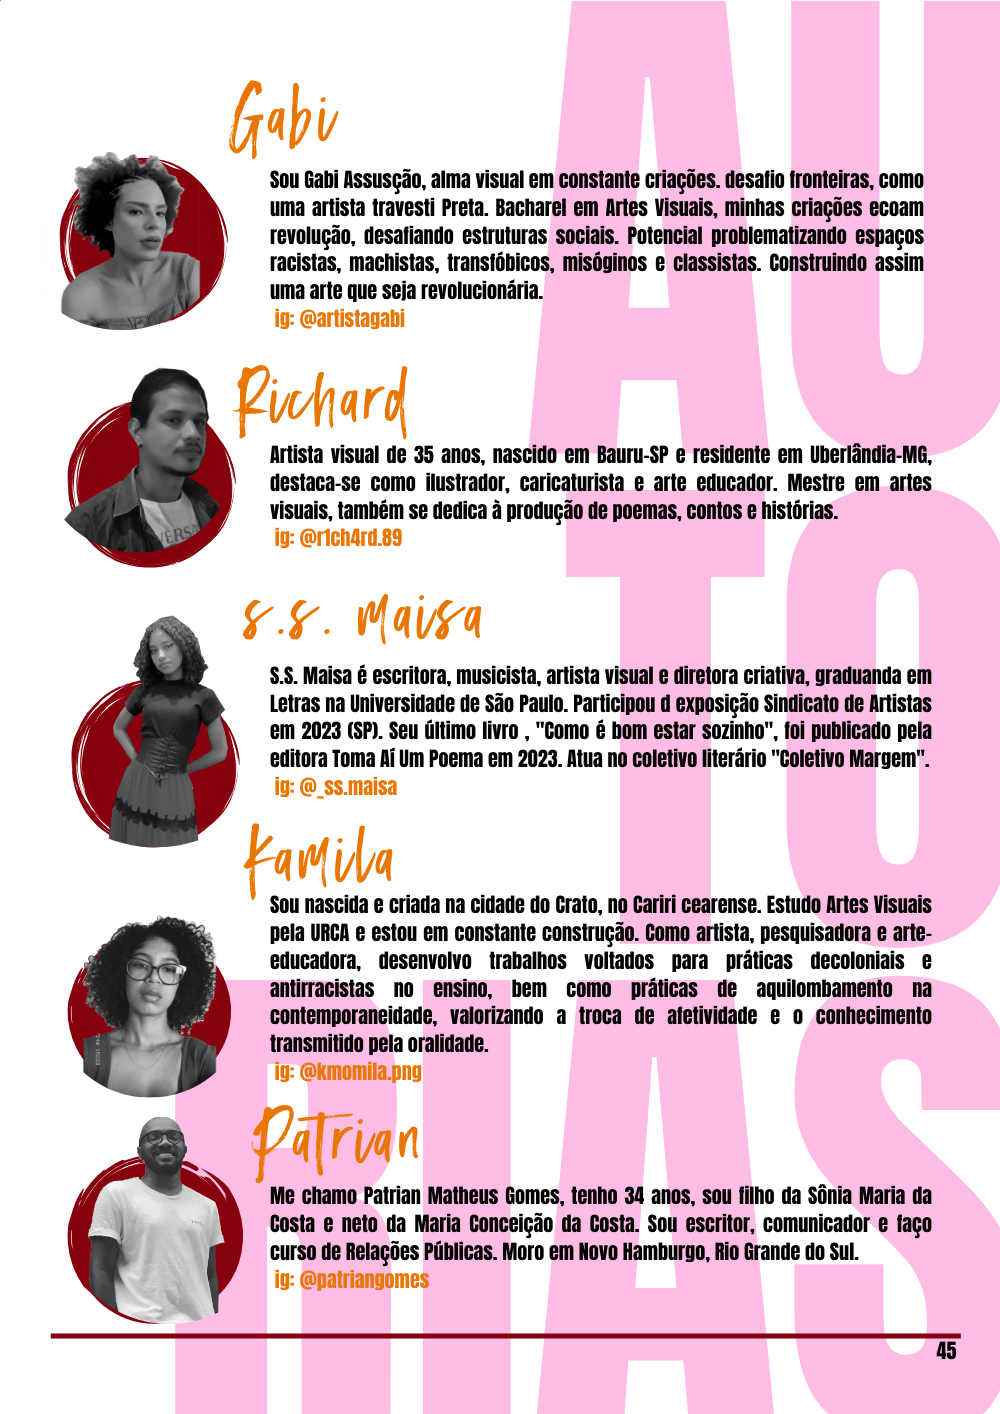 AU
TO
RIAS
Gabi
Sou Gabi Assusção, alma visual em constante criações. desafio fronteiras, como
uma artista travesti Preta. Bacharel em Artes Visuais, minhas criações ecoam
revolução, desafiando estruturas sociais. Potencial problematizando espaços
racistas, machistas, transfóbicos, misóginos e classistas. Construindo assim
uma arte que seja revolucionária.
ig: @artistagabi
Richard
Artista visual de 35 anos, nascido em Bauru-SP e residente em Uberlândia-MG,
destaca-se como ilustrador, caricaturista e arte educador. Mestre em artes
visuais, também se dedica à produção de poemas, contos e histórias.
ig: @r1ch4rd.89
s.s. maisa
S.S. Maisa é escritora, musicista, artista visual e diretora criativa, graduanda em
Letras na Universidade de São Paulo. Participou d exposição Sindicato de Artistas
em 2023 (SP). Seu último livro , "Como é bom estar sozinho", foi publicado pela
editora Toma Aí Um Poema em 2023. Atua no coletivo literário "Coletivo Margem".
ig: @_ss.maisa
Kamila
Sou nascida e criada na cidade do Crato, no Cariri cearense. Estudo Artes Visuais
pela URCA e estou em constante construção. Como artista, pesquisadora e arte-
educadora, desenvolvo trabalhos voltados para práticas decoloniais e
antirracistas no ensino, bem como práticas de aquilombamento na
contemporaneidade, valorizando a troca de afetividade e o conhecimento
transmitido pela oralidade.
ig: @kmomila.png
Patrian
Me chamo Patrian Matheus Gomes, tenho 34 anos, sou filho da Sônia Maria da
Costa e neto da Maria Conceição da Costa. Sou escritor, comunicador e faço
curso de Relações Públicas. Moro em Novo Hamburgo, Rio Grande do Sul.
ig: @patriangomes
45